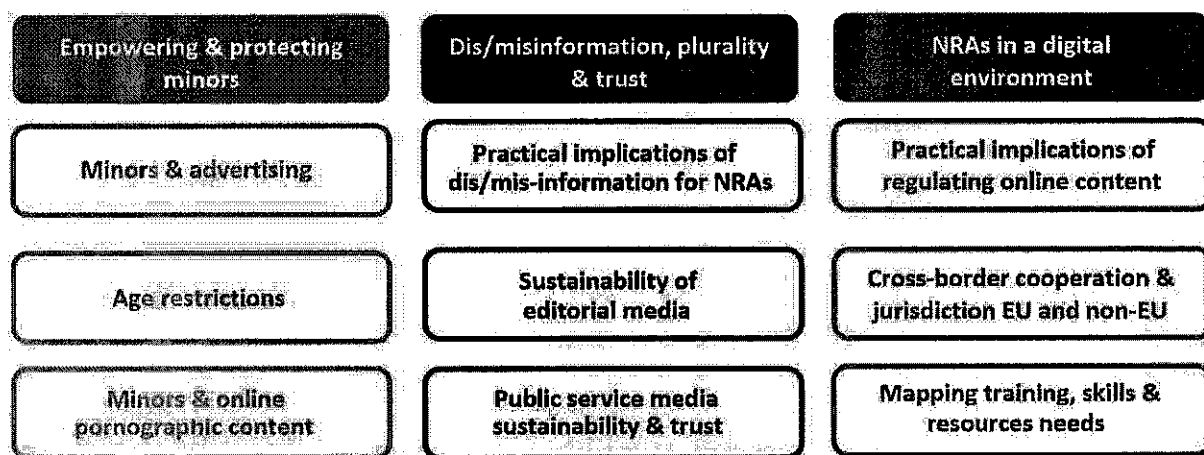 Empowering & protecting
minors
Dis/misinformation, plurality
& trust
NRAs in a digital
environment
Minors & advertising
Practical implications of
dis/mis-information for NRAs
Practical implications of
regulating online content
Age restrictions
Sustainability of
editorial media
Cross-border cooperation &
jurisdiction EU and non-EU
Minors & online
pornographic content
Public service media
sustainability & trust
Mapping training, skills &
resources needs